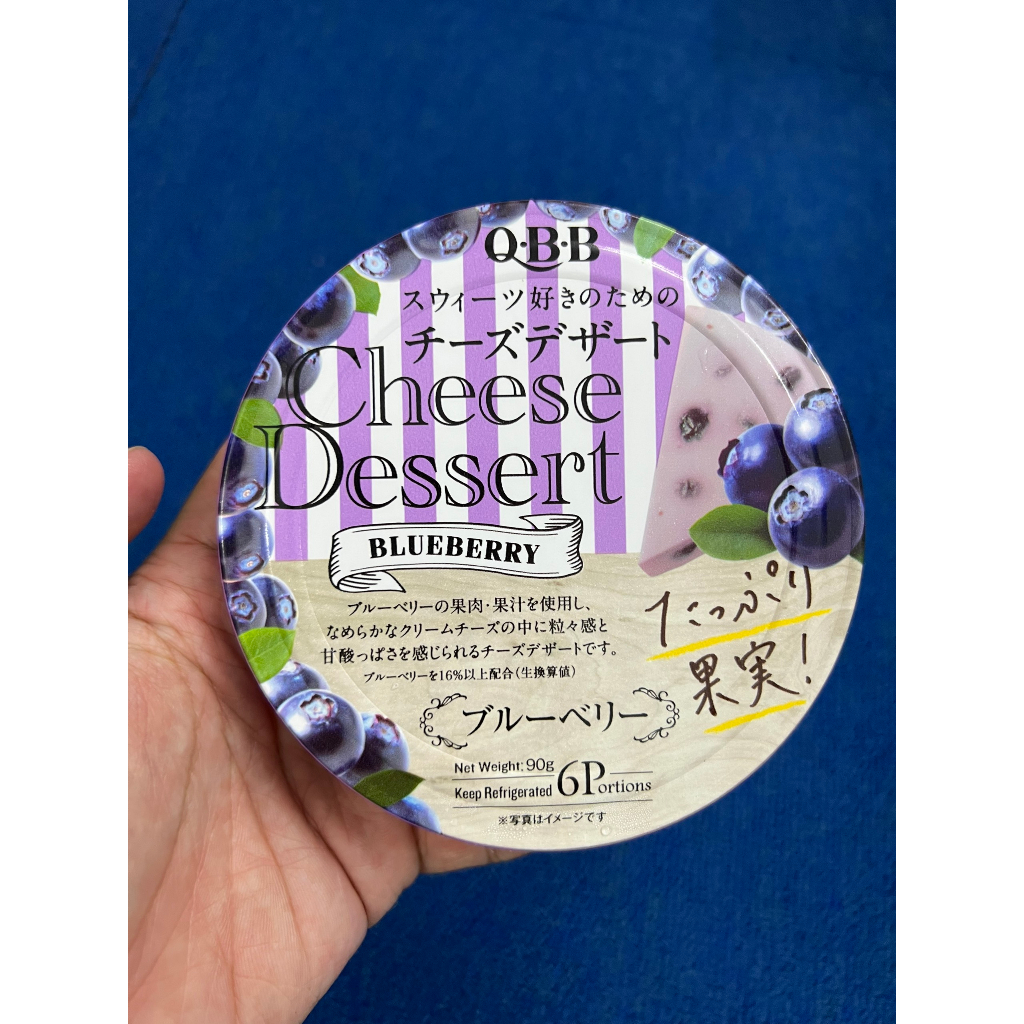 Q·B·B
スウィーツ好きのための
チーズデザート
Cheese
Dessert
BLUEBERRY
ブルーベリーの果肉・果汁を使用し、
なめらかなクリームチーズの中に粒々感と
甘酸っぱさを感じられるチーズデザートです。
ブルーベリーを16%以上配合（生換算値）
たっぷり
果実！
ブルーベリー
Net Weight: 90g
Keep Refrigerated
6Portions
※写真はイメージです